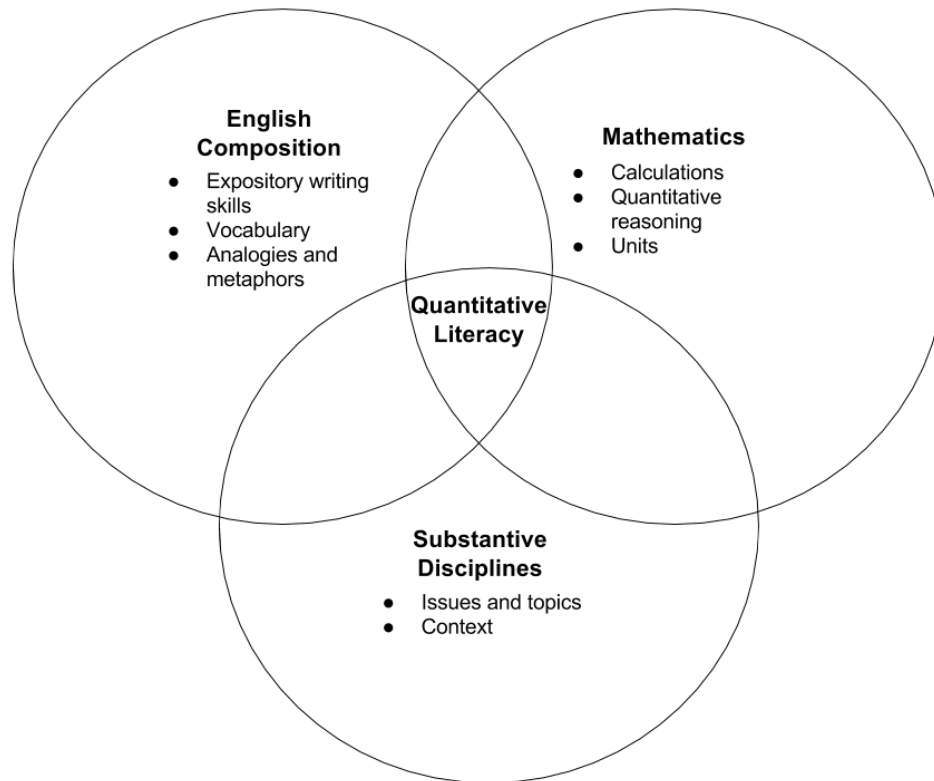 English
Composition
● Expository writing
skills
● Vocabulary
● Analogies and
metaphors
Mathematics
● Calculations
● Quantitative
reasoning
● Units
Quantitative
Literacy
Substantive
Disciplines
● Issues and topics
● Context